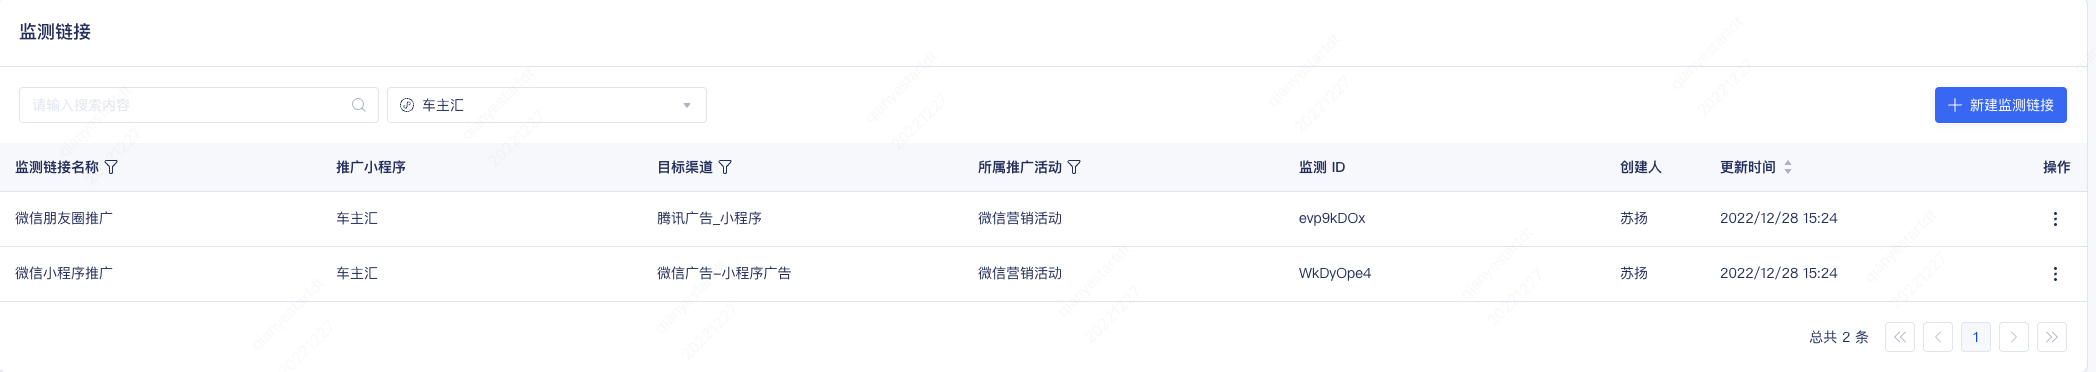 监测链接
请输入搜索内容 车主汇 新建监测链接
监测链接名称 推广小程序 目标渠道 所属推广活动 监测 ID 创建人 更新时间 操作
微信朋友圈推广 车主汇 腾讯广告_小程序 微信营销活动 evp9kDOx 苏扬 2022/12/28 15:24
微信小程序推广 车主汇 微信广告-小程序广告 微信营销活动 WkDyOpe4 苏扬 2022/12/28 15:24
总共 2 条 1